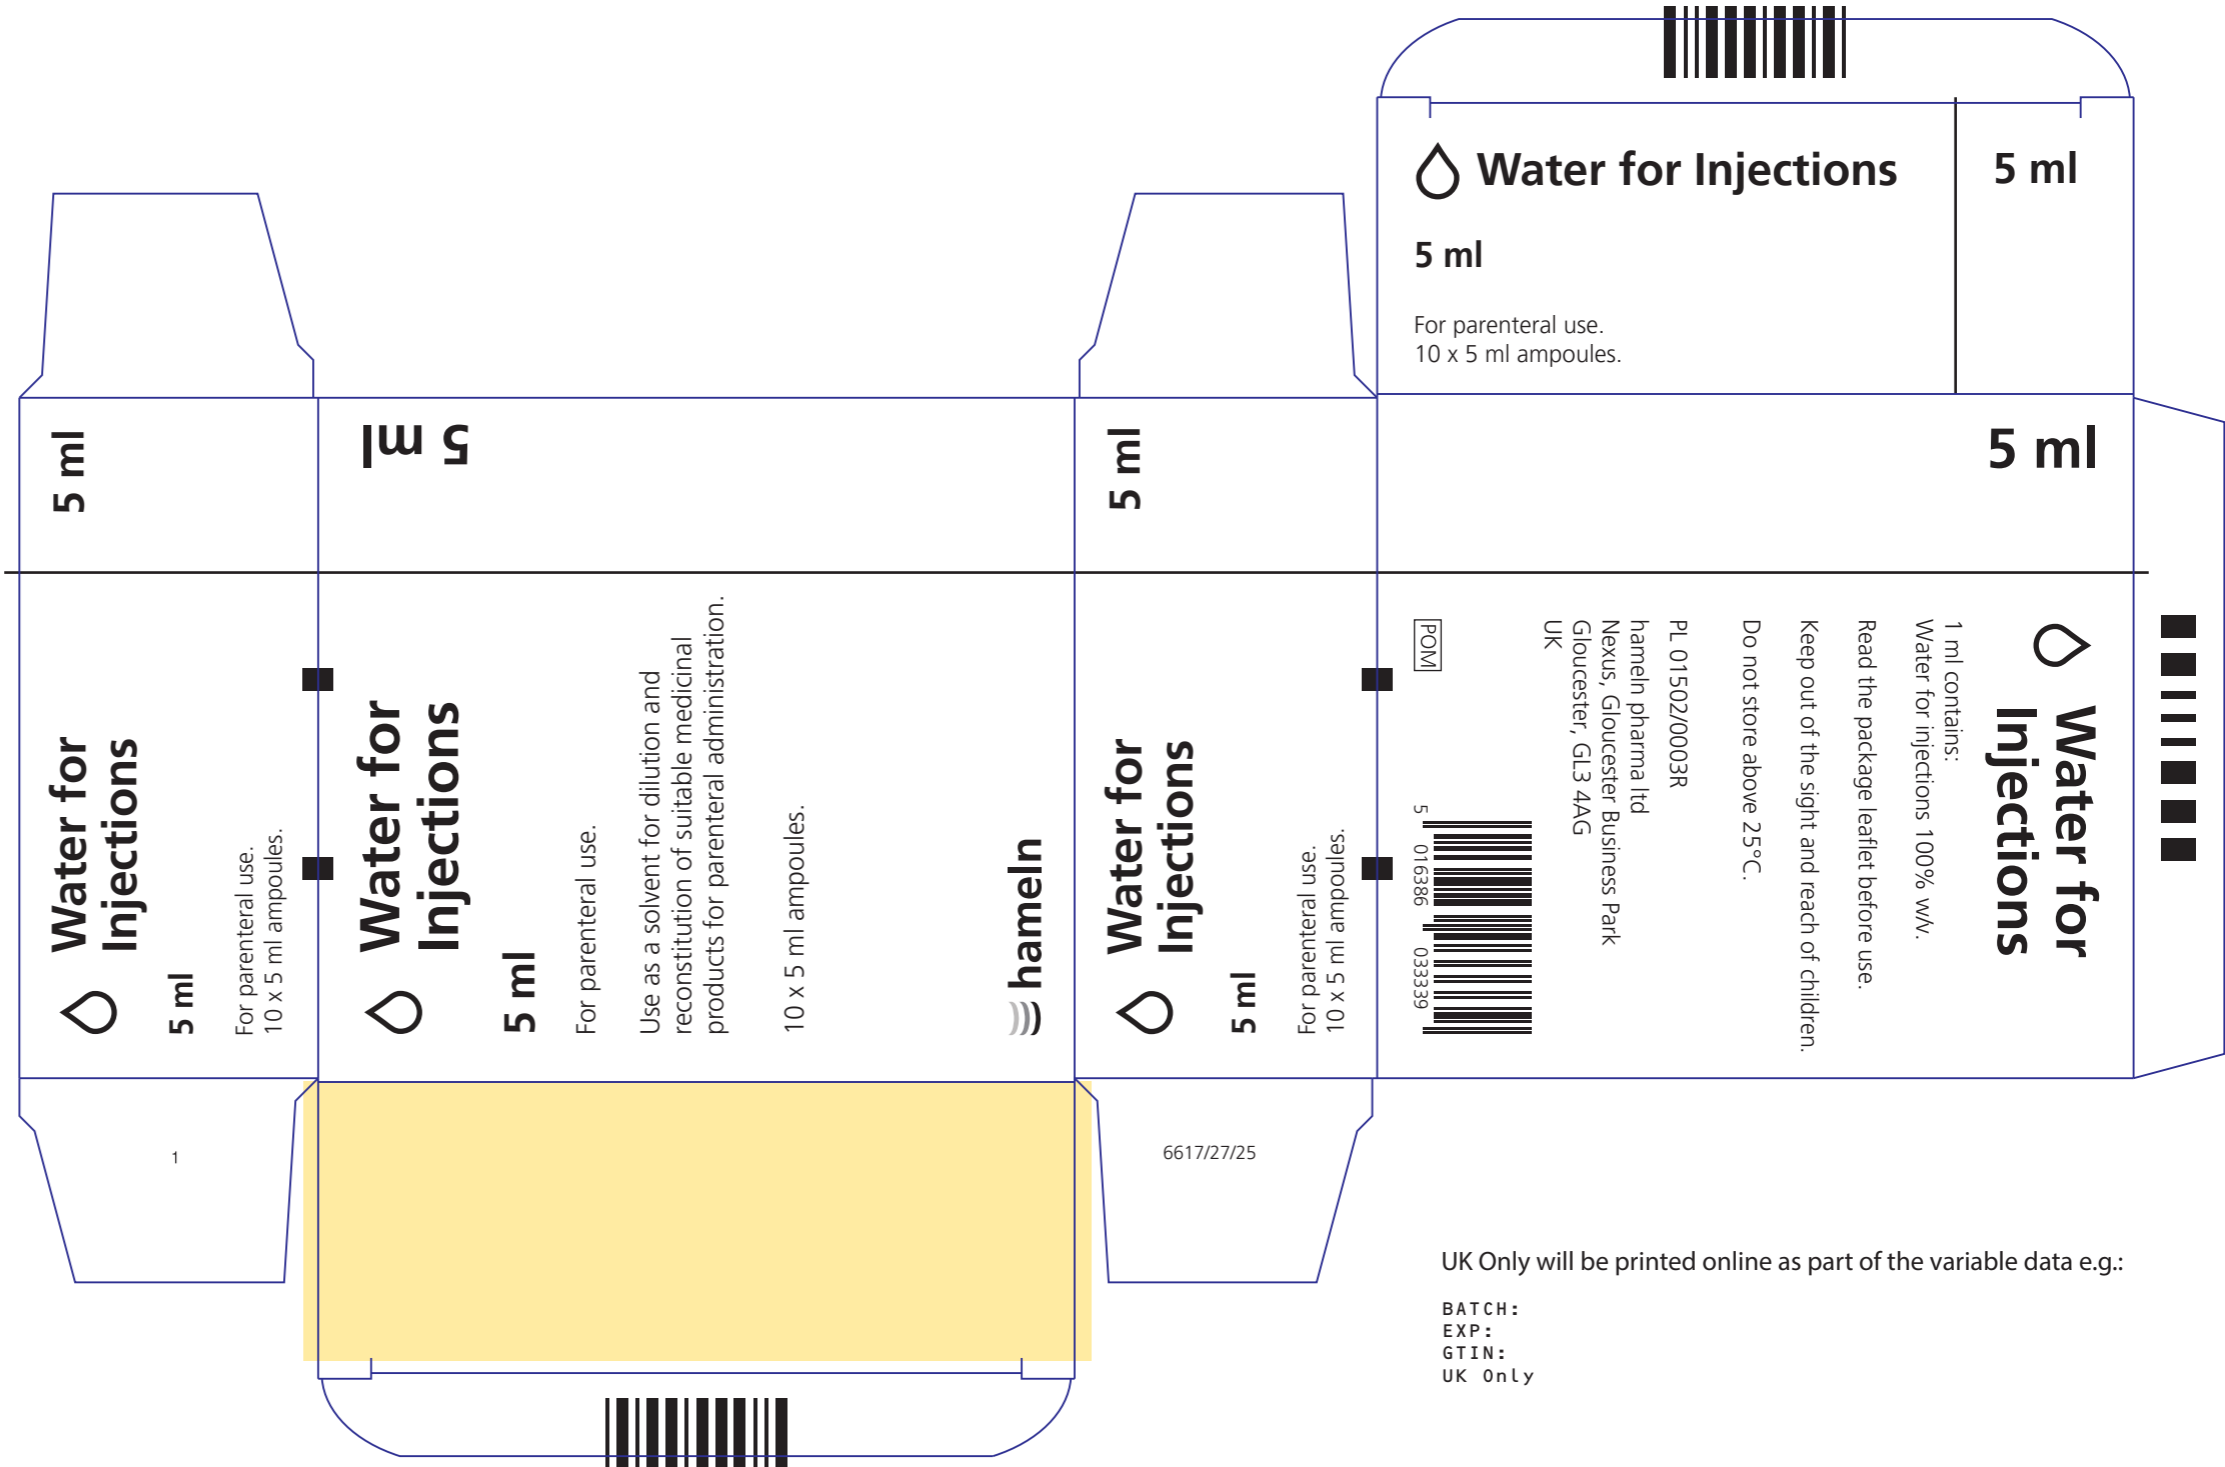 Water for Injections
5 ml
5 ml
For parenteral use.
10 x 5 ml ampoules.
5 ml
Water for
Injections
5 ml
For parenteral use.
10 x 5 ml ampoules.
5 ml
Water for
Injections
5 ml
For parenteral use.
Use as a solvent for dilution and
reconstitution of suitable medicinal
products for parenteral administration.
10 x 5 ml ampoules.
hameln
5 ml
Water for
Injections
5 ml
For parenteral use.
10 x 5 ml ampoules.
5 ml
Water for
Injections
1 ml contains:
Water for injections 100% w/v.
Read the package leaflet before use.
Keep out of the sight and reach of children.
Do not store above 25°C.
PL 01502/0003R
hameln pharma ltd
Nexus, Gloucester Business Park
Gloucester, GL3 4AG
UK
POM
5 016386 033339
1
6617/27/25
UK Only will be printed online as part of the variable data e.g.:
BATCH:
EXP:
GTIN:
UK Only